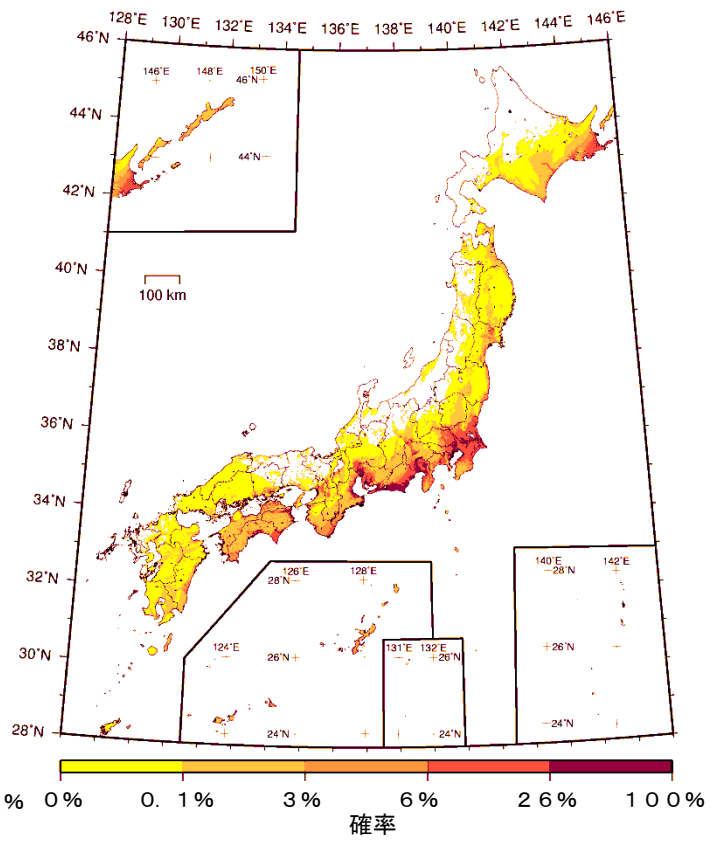 128°E 130°E 132°E 134°E 136°E 138°E 140°E 142°E 144°E 146°E
46°N
146°E 148°E 150°E
46°N
44°N
44°N
42°N
40°N
100 km
38°N
36°N
34°N
32°N
126°E 128°E
28°N
140°E 142°E
28°N
30°N
124°E
26°N
131°E 132°E
26°N
26°N
28°N
24°N
24°N
24°N
% 0% 0.1% 3% 6% 26% 100%
確率